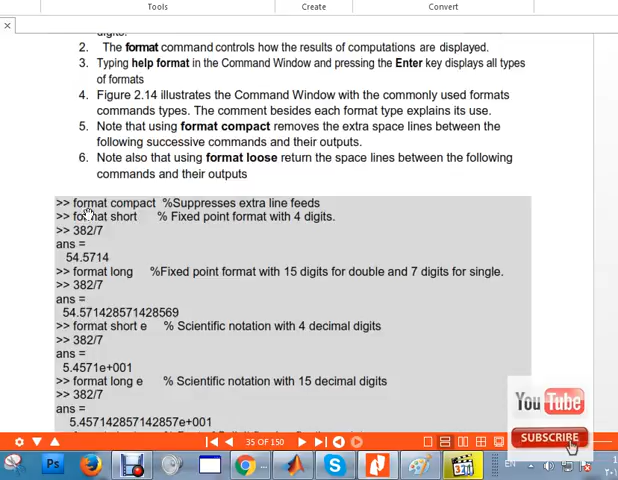 Tools Create Convert
digits.
2. The format command controls how the results of computations are displayed.
3. Typing help format in the Command Window and pressing the Enter key displays all types
of formats
4. Figure 2.14 illustrates the Command Window with the commonly used formats
commands types. The comment besides each format type explains its use.
5. Note that using format compact removes the extra space lines between the
following successive commands and their outputs.
6. Note also that using format loose return the space lines between the following
commands and their outputs
>> format compact %Suppresses extra line feeds
>> format short % Fixed point format with 4 digits.
>> 382/7
ans =
54.5714
>> format long %Fixed point format with 15 digits for double and 7 digits for single.
>> 382/7
ans =
54.571428571428569
>> format short e % Scientific notation with 4 decimal digits
>> 382/7
ans =
5.4571e+001
>> format long e % Scientific notation with 15 decimal digits
>> 382/7
ans =
5.457142857142857e+001
You Tube
SUBSCRIBE
35 OF 150
Ps
S
321
EN